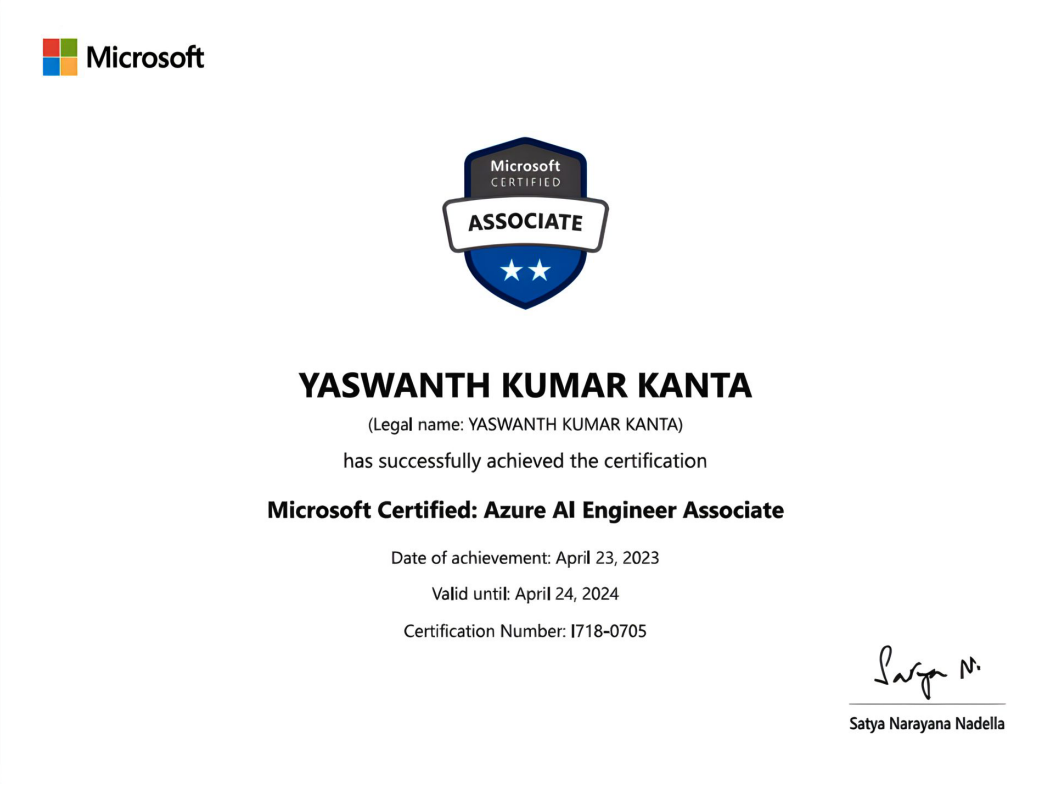 Microsoft
Microsoft
CERTIFIED
ASSOCIATE
YASWANTH KUMAR KANTA
(Legal name: YASWANTH KUMAR KANTA)
has successfully achieved the certification
Microsoft Certified: Azure AI Engineer Associate
Date of achievement: April 23, 2023
Valid until: April 24, 2024
Certification Number: I718-0705
Satya N.
Satya Narayana Nadella